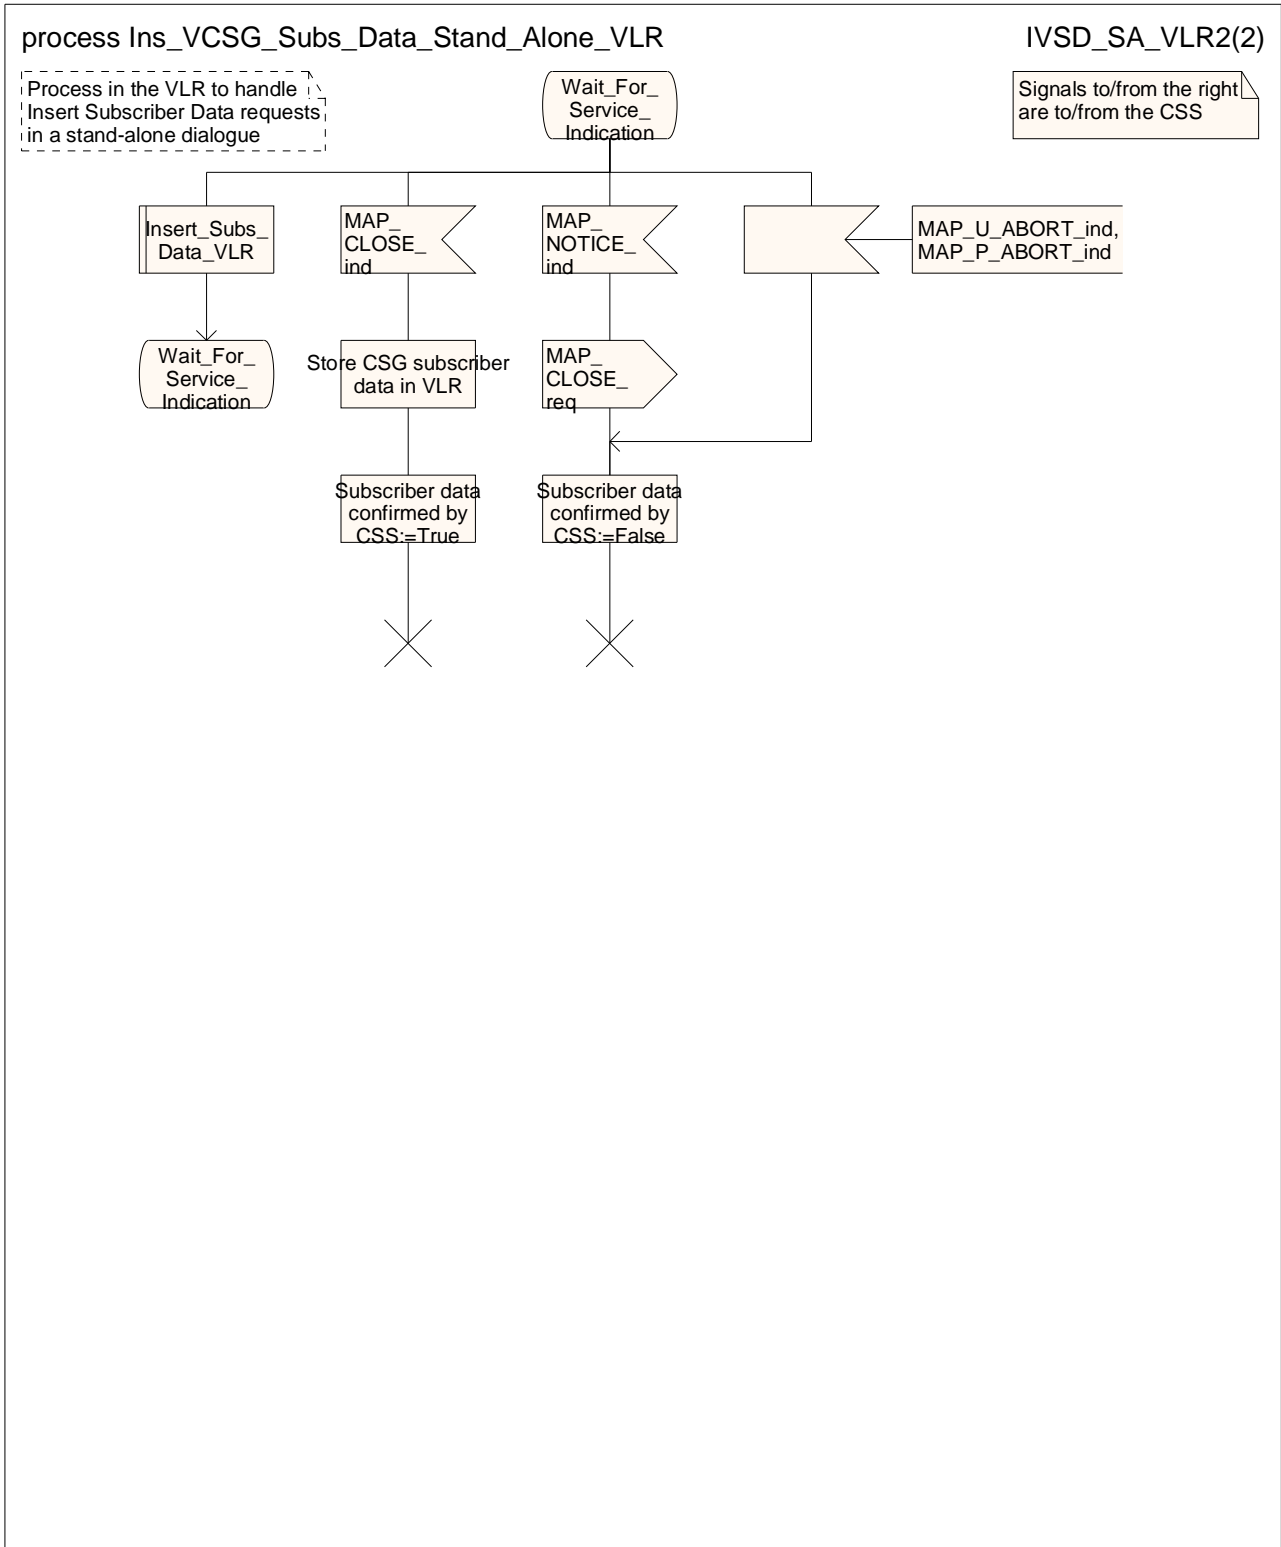 process Ins_VCSG_Subs_Data_Stand_Alone_VLR
IVSD_SA_VLR2(2)
Process in the VLR to handle
Insert Subscriber Data requests
in a stand-alone dialogue
Wait_For_
Service_
Indication
Signals to/from the right
are to/from the CSS
Insert_Subs_
Data_VLR
MAP_
CLOSE_
ind
MAP_
NOTICE_
ind
MAP_U_ABORT_ind,
MAP_P_ABORT_ind
Wait_For_
Service_
Indication
Store CSG subscriber
data in VLR
MAP_
CLOSE_
req
Subscriber data
confirmed by
CSS:=True
Subscriber data
confirmed by
CSS:=False